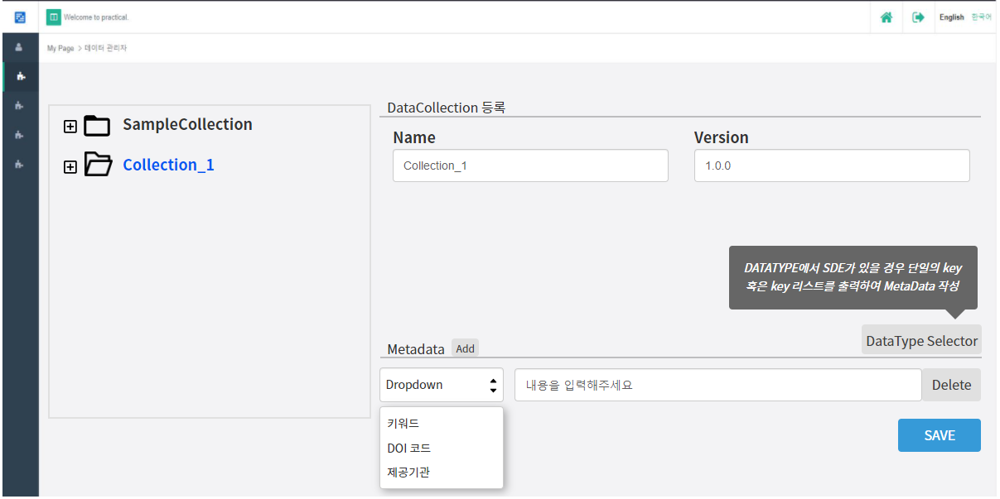 Welcome to practical.
English 한국어
My Page > 데이터 관리자
SampleCollection
Collection_1
DataCollection 등록
Name
Version
Collection_1
1.0.0
DATATYPE에서 SDE가 있을 경우 단일의 key
혹은 key 리스트를 출력하여 MetaData 작성
DataType Selector
Metadata Add
Dropdown
내용을 입력해주세요
Delete
키워드
DOI 코드
제공기관
SAVE